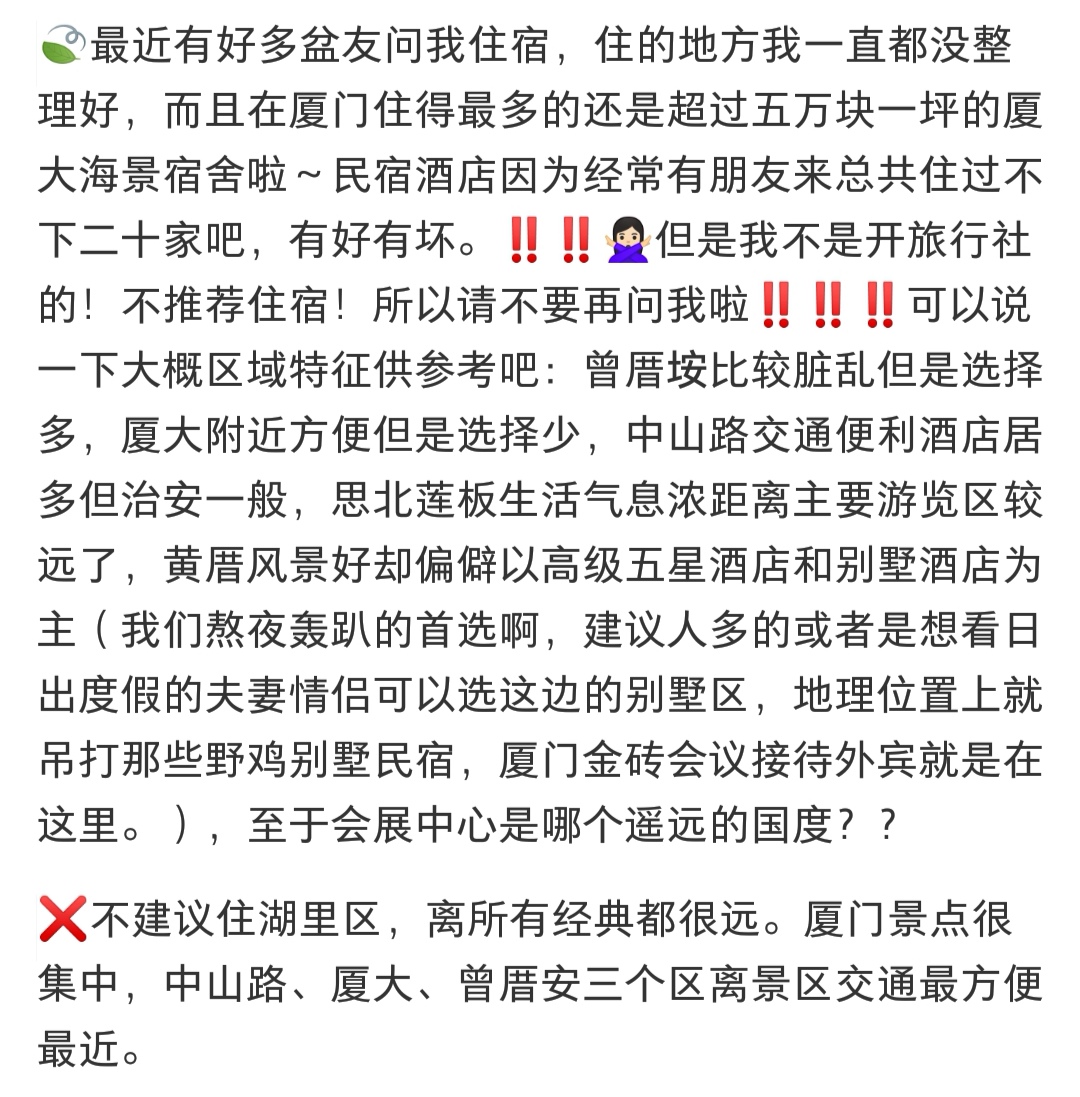 🍃最近有好多盆友问我住宿，住的地方我一直都没整
理好，而且在厦门住得最多的还是超过五万块一坪的厦
大海景宿舍啦～民宿酒店因为经常有朋友来总共住过不
下二十家吧，有好有坏。‼️‼️🙅🏻‍♀️但是我不是开旅行社
的！不推荐住宿！所以请不要再问我啦‼️‼️‼️可以说
一下大概区域特征供参考吧：曾厝垵比较脏乱但是选择
多，厦大附近方便但是选择少，中山路交通便利酒店居
多但治安一般，思北莲板生活气息浓距离主要游览区较
远了，黄厝风景好却偏僻以高级五星酒店和别墅酒店为
主（我们熬夜轰趴的首选啊，建议人多的或者是想看日
出度假的夫妻情侣可以选这边的别墅区，地理位置上就
吊打那些野鸡别墅民宿，厦门金砖会议接待外宾就是在
这里。），至于会展中心是哪个遥远的国度？？
❌不建议住湖里区，离所有经典都很远。厦门景点很
集中，中山路、厦大、曾厝安三个区离景区交通最方便
最近。